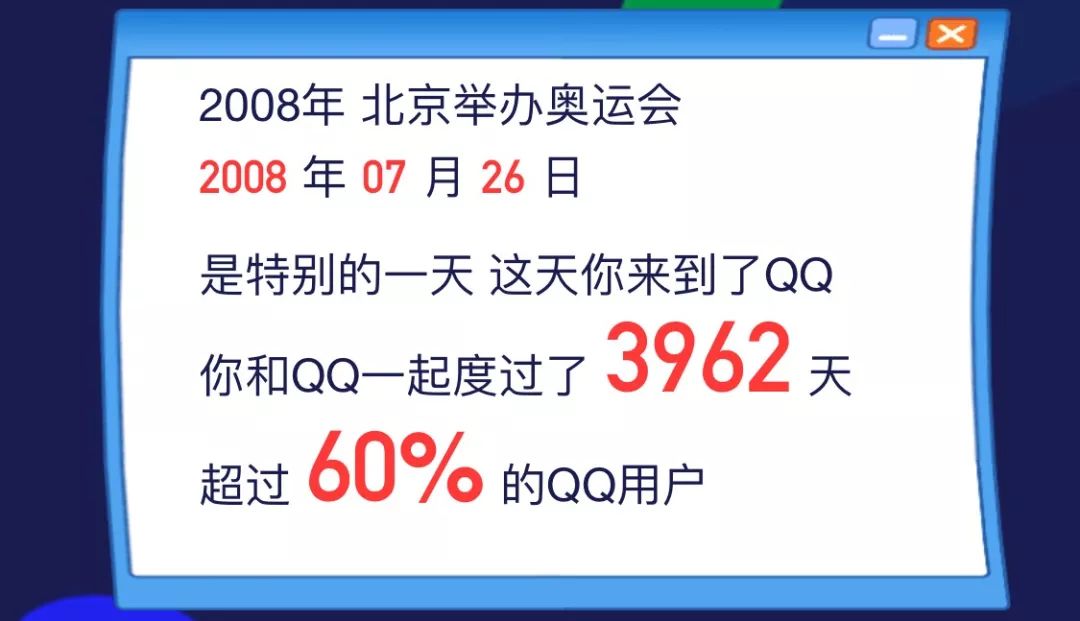 2008年 北京举办奥运会
2008 年 07 月 26 日
是特别的一天 这天你来到了QQ
你和QQ一起度过了 3962 天
超过 60% 的QQ用户